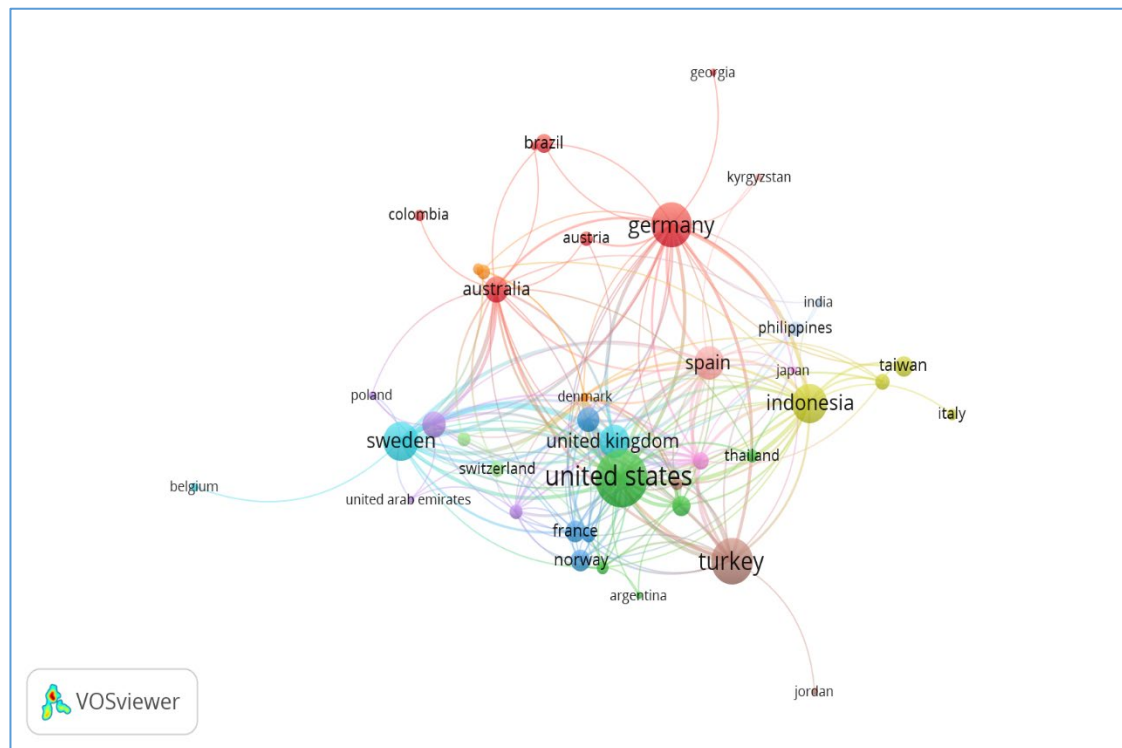 georgia
brazil
kyrgyzstan
colombia
germany
austria
australia
india
philippines
spain
taiwan
japan
poland
denmark
indonesia
italy
sweden
united kingdom
thailand
switzerland
united states
belgium
united arab emirates
france
norway
turkey
argentina
jordan
VOSviewer